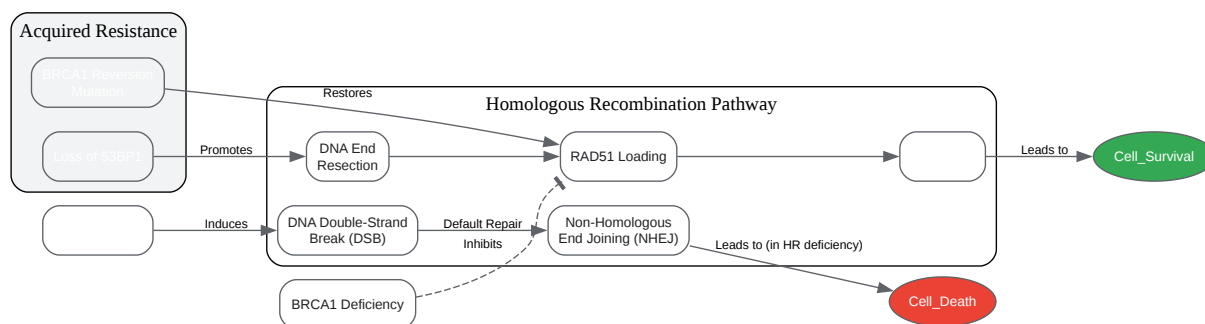 Acquired Resistance
BRCA1 Reversion
Mutation
Restores
Homologous Recombination Pathway
Loss of 53BP1
Promotes
DNA End
Resection
RAD51 Loading
Leads to
Cell_Survival
Induces
DNA Double-Strand
Break (DSB)
Default Repair
Inhibits
Non-Homologous
End Joining (NHEJ)
Leads to (in HR deficiency)
BRCA1 Deficiency
Cell_Death